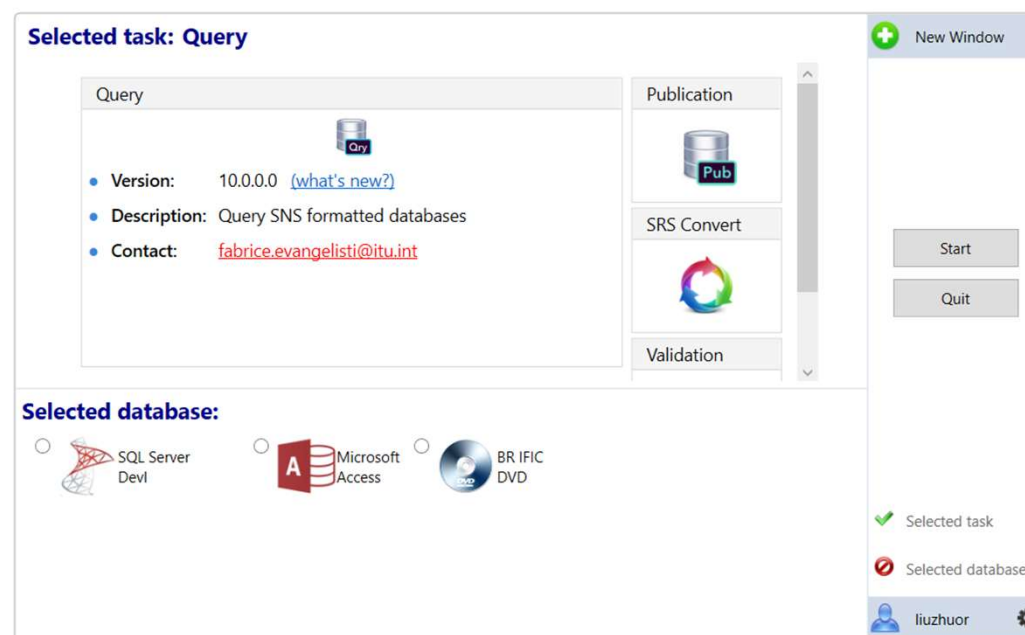 Selected task: Query
New Window
Query
Publication
Qry
Pub
Version: 10.0.0.0 (what's new?)
Description: Query SNS formatted databases
Contact: fabrice.evangelisti@itu.int
SRS Convert
Validation
Start
Quit
Selected database:
SQL Server
Devl
A
Microsoft
Access
DVD
BR IFIC
DVD
Selected task
Selected database
liuzhuor